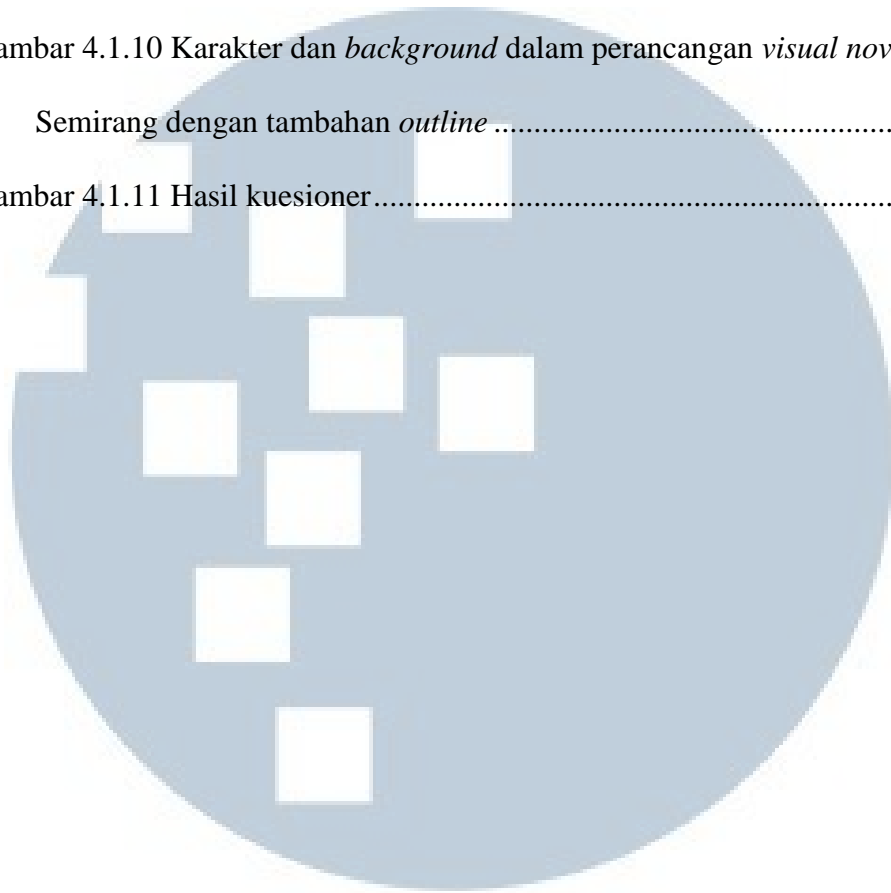 ambar 4.1.10 Karakter dan background dalam perancangan visual nov
Semirang dengan tambahan outline ....................................................
ambar 4.1.11 Hasil kuesioner...................................................................